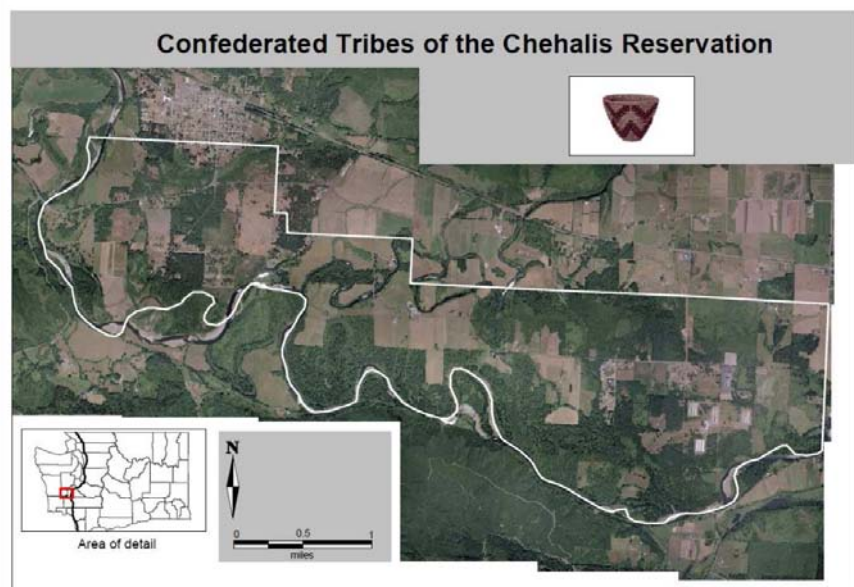 Confederated Tribes of the Chehalis Reservation
N
0 0.5 1
miles
Area of detail